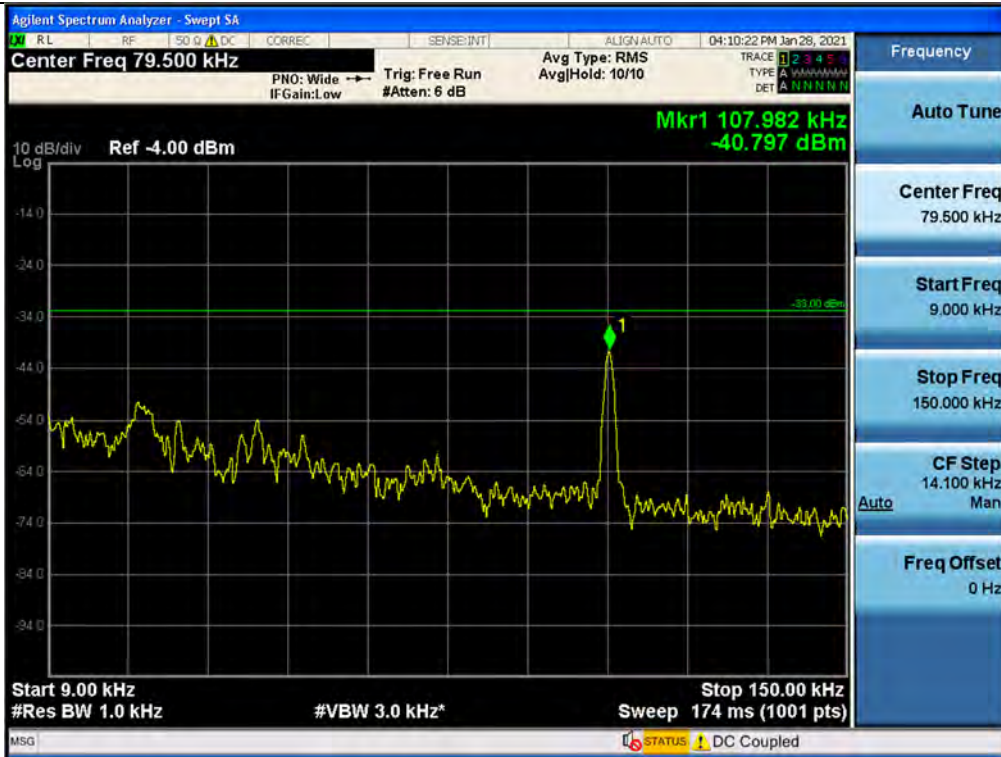 Agilent Spectrum Analyzer - Swept SA
LXI RL RF 50 Ω DC CORREC SENSE:INT ALIGN AUTO 04:10:22 PM Jan 28, 2021
Center Freq 79.500 kHz
PNO: Wide Trig: Free Run
IFGain:Low #Atten: 6 dB
Avg Type: RMS
Avg|Hold: 10/10
TRACE 1 2 3 4 5 6
TYPE A
DET A N N N N N
Mkr1 107.982 kHz
-40.797 dBm
10 dB/div Ref -4.00 dBm
Log
-14.0
-24.0
-33.00 dBm
-34.0
1
-44.0
-54.0
-64.0
-74.0
-84.0
-94.0
Start 9.00 kHz Stop 150.00 kHz
#Res BW 1.0 kHz #VBW 3.0 kHz* Sweep 174 ms (1001 pts)
MSG STATUS DC Coupled
Frequency
Auto Tune
Center Freq
79.500 kHz
Start Freq
9.000 kHz
Stop Freq
150.000 kHz
CF Step
14.100 kHz
Auto Man
Freq Offset
0 Hz